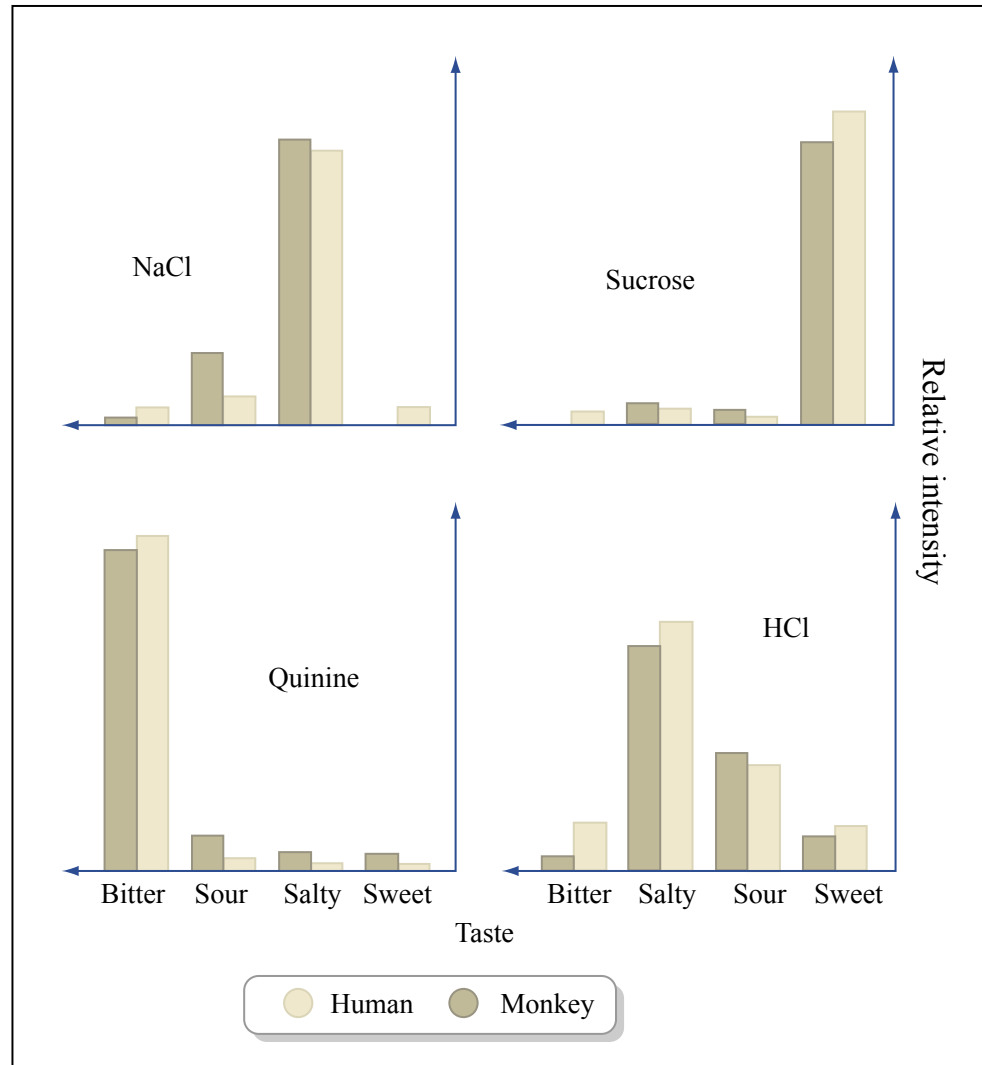 NaCl
Sucrose
Relative intensity
Quinine
HCl
Bitter Sour Salty Sweet
Bitter Salty Sour Sweet
Taste
Human Monkey